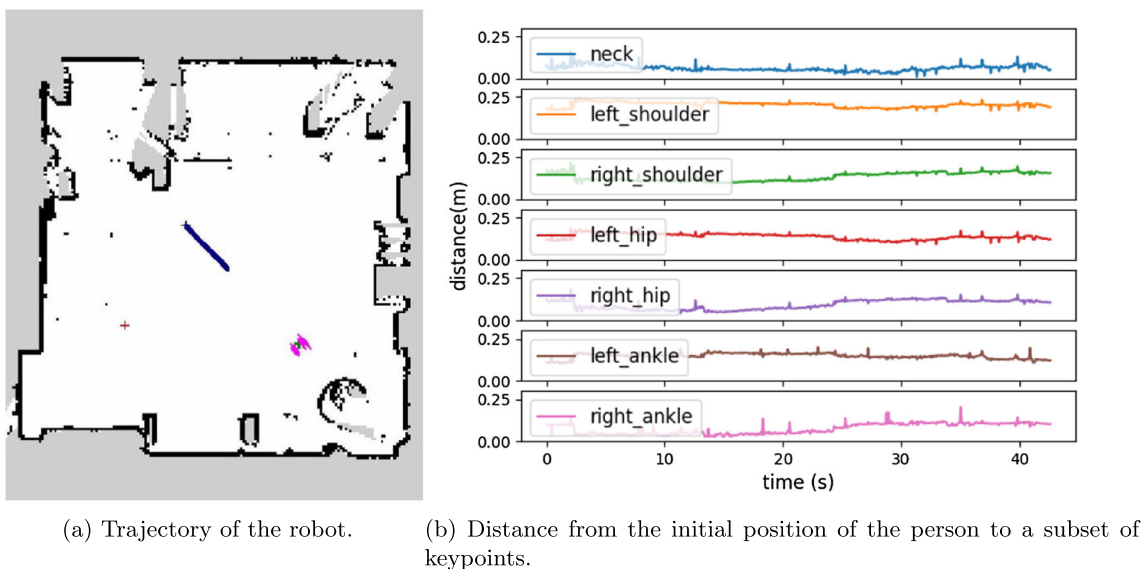 0.25
neck
0.00
0.25
left_shoulder
0.00
0.25
right_shoulder
0.00
0.25
left_hip
0.00
0.25
right_hip
0.00
0.25
left_ankle
0.00
0.25
right_ankle
0.00
distance(m)
0 10 20 30 40
time (s)
(a) Trajectory of the robot.
(b) Distance from the initial position of the person to a subset of
keypoints.